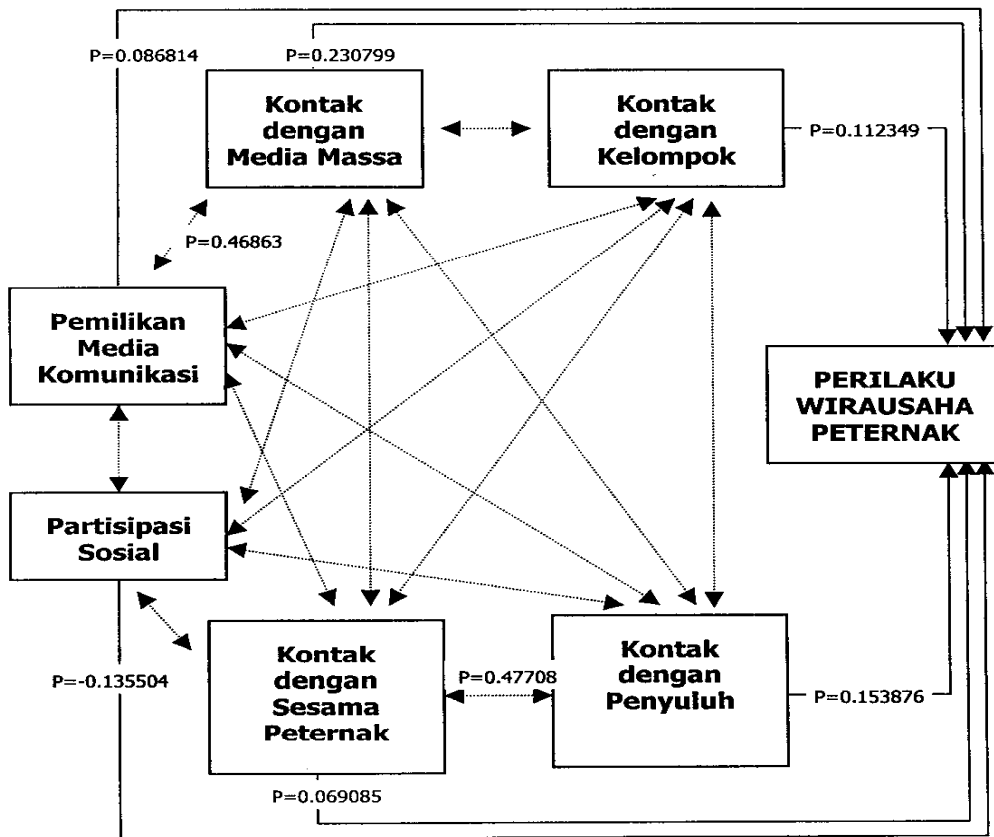 P=0.086814
P=0.230799
Kontak
dengan
Media Massa
Kontak
dengan
Kelompok
P=0.112349
P=0.46863
Pemilikan
Media
Komunikasi
PERILAKU
WIRAUSAHA
PETERNAK
Partisipasi
Sosial
Kontak
dengan
Sesama
Peternak
P=0.47708
Kontak
dengan
Penyuluh
P=-0.135504
P=0.153876
P=0.069085